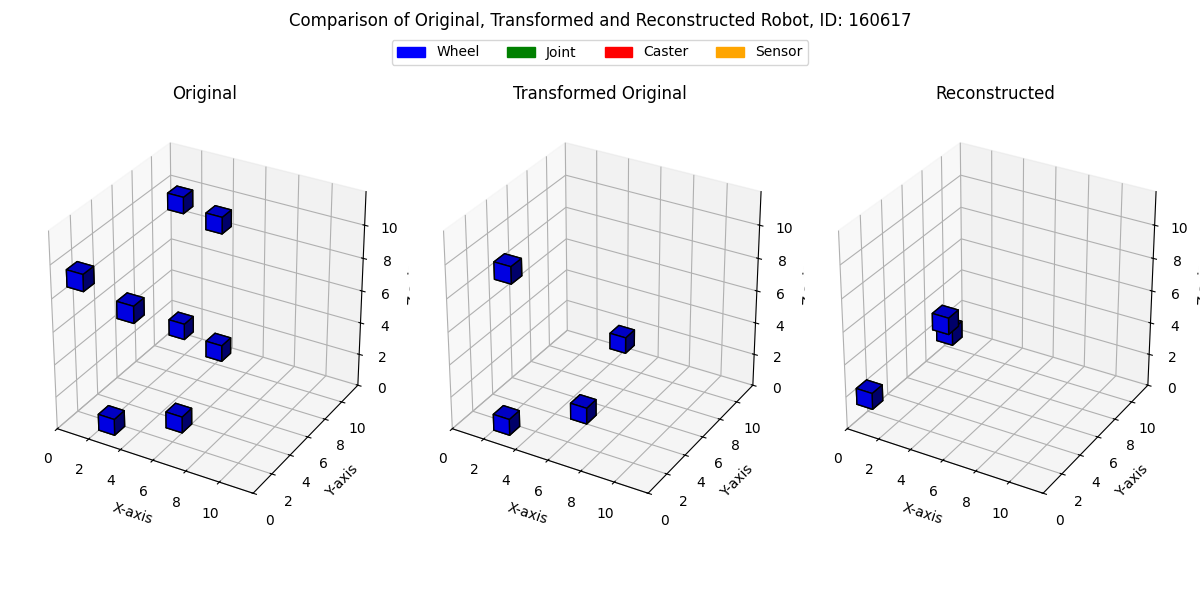 Comparison of Original, Transformed and Reconstructed Robot, ID: 160617
Wheel Joint Caster Sensor
Original Transformed Original Reconstructed
0 2 4 6 8 10
X-axis
0 2 4 6 8 10
Y-axis
0 2 4 6 8 10
0 2 4 6 8 10
X-axis
0 2 4 6 8 10
Y-axis
0 2 4 6 8 10
0 2 4 6 8 10
X-axis
0 2 4 6 8 10
Y-axis
0 2 4 6 8 10